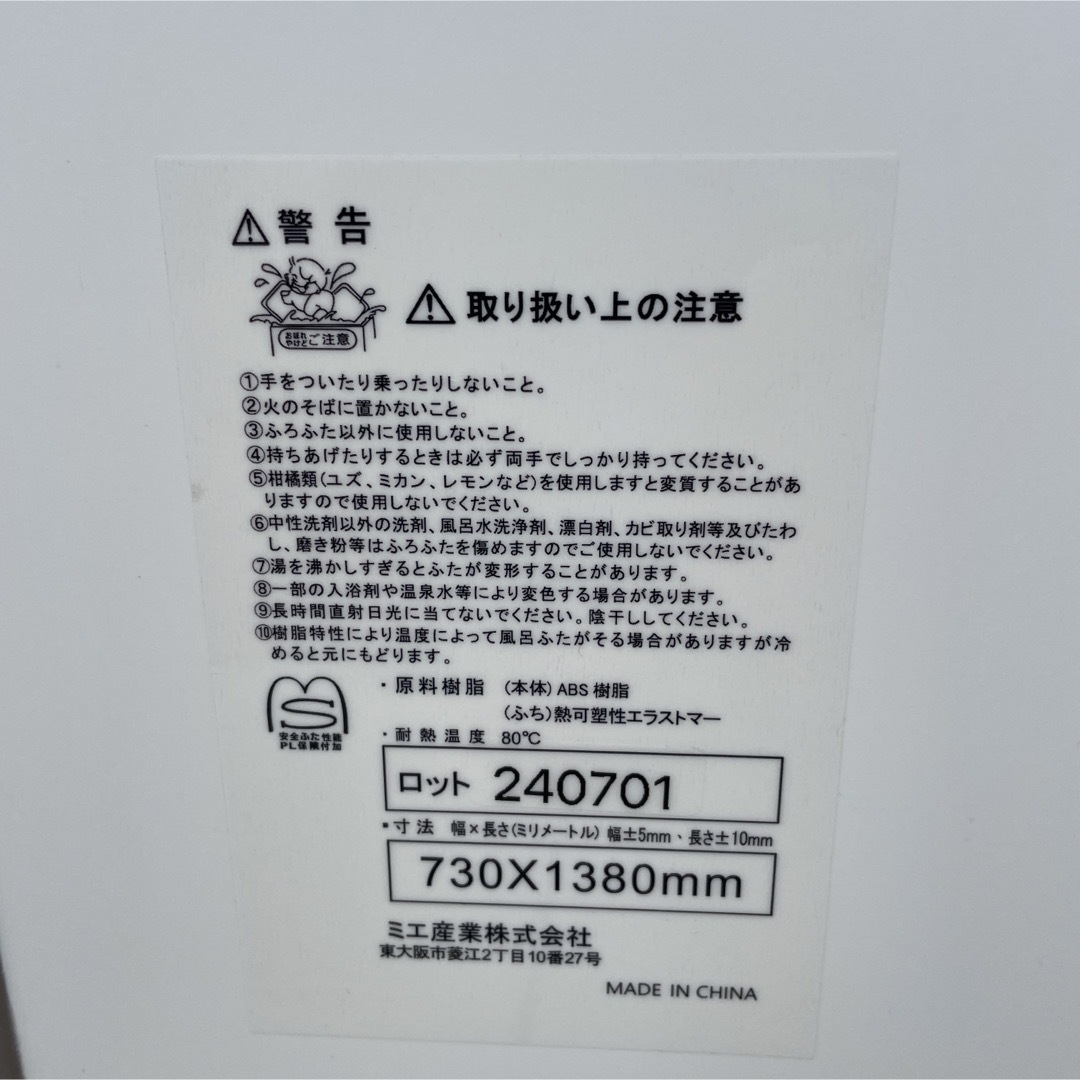 警告
おぼれ
やけど ご注意
取り扱い上の注意
①手をついたり乗ったりしないこと。
②火のそばに置かないこと。
③ふろふた以外に使用しないこと。
④持ちあげたりするときは必ず両手でしっかり持ってください。
⑤柑橘類(ユズ、ミカン、レモンなど)を使用しますと変質することがあ
りますので使用しないでください。
⑥中性洗剤以外の洗剤、風呂水洗浄剤、漂白剤、カビ取り剤等及びたわ
し、磨き粉等はふろふたを傷めますのでご使用しないでください。
⑦湯を沸かしすぎるとふたが変形することがあります。
⑧一部の入浴剤や温泉水等により変色する場合があります。
⑨長時間直射日光に当てないでください。陰干ししてください。
⑩樹脂特性により温度によって風呂ふたがそる場合がありますが冷
めると元にもどります。
・原料樹脂 (本体)ABS樹脂
(ふち)熱可塑性エラストマー
・耐熱温度 80℃
S
安全ふた性能
PL保険付加
ロット 240701
・寸法 幅×長さ(ミリメートル) 幅±5mm、長さ±10mm
730X1380mm
ミエ産業株式会社
東大阪市菱江2丁目10番27号
MADE IN CHINA